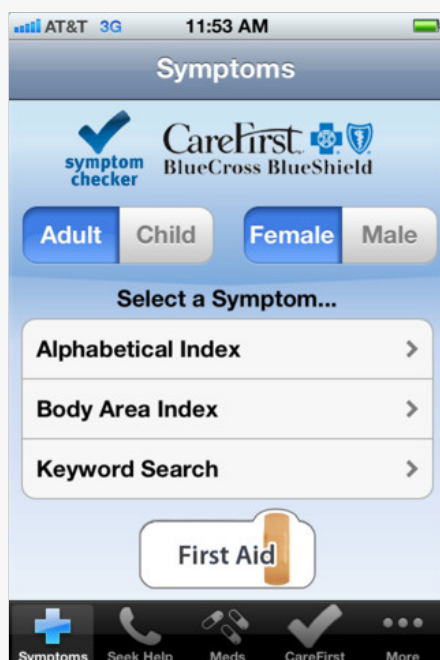 AT&T 3G 11:53 AM
Symptoms
symptom
checker
CareFirst
BlueCross BlueShield
Adult Child Female Male
Select a Symptom...
Alphabetical Index
Body Area Index
Keyword Search
First Aid
Symptoms Seek Help Meds CareFirst More